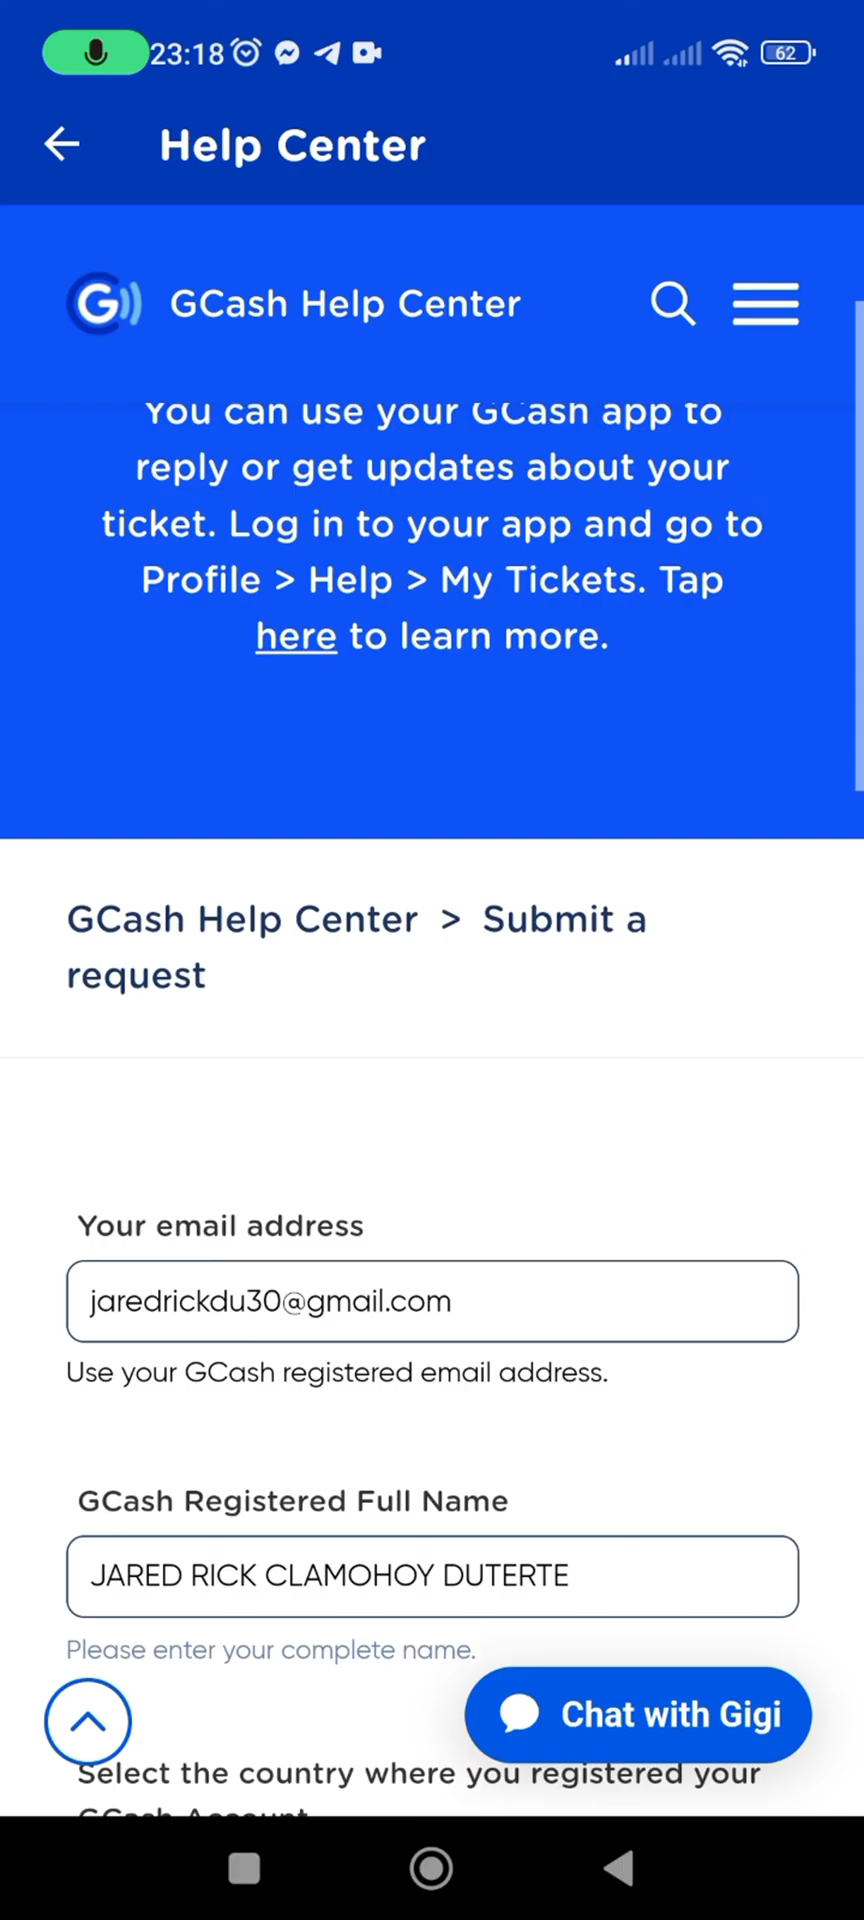 23:18
62
Help Center
GCash Help Center
You can use your GCash app to
reply or get updates about your
ticket. Log in to your app and go to
Profile > Help > My Tickets. Tap
here to learn more.
GCash Help Center > Submit a
request
Your email address
jaredrickdu30@gmail.com
Use your GCash registered email address.
GCash Registered Full Name
JARED RICK CLAMOHOY DUTERTE
Please enter your complete name.
Chat with Gigi
Select the country where you registered your
GCash Account